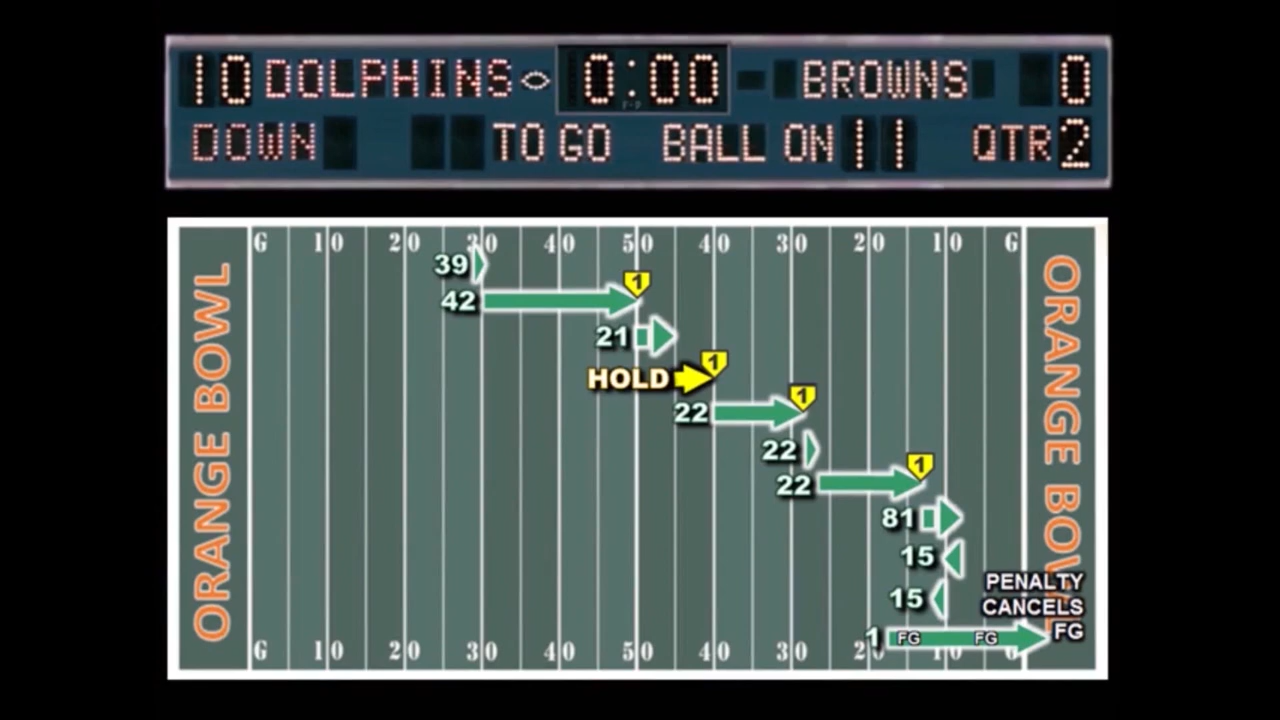 10 DOLPHINS 0:00 BROWNS 0
DOWN TO GO BALL ON 11 QTR 2
G 10 20 30 40 50 40 30 20 10 G
ORANGE BOWL
ORANGE BOWL
39
1
42
21
1
HOLD
1
22
22
1
22
81
15
PENALTY
15
CANCELS
1 FG FG FG
G 10 20 30 40 50 40 30 20 10 G